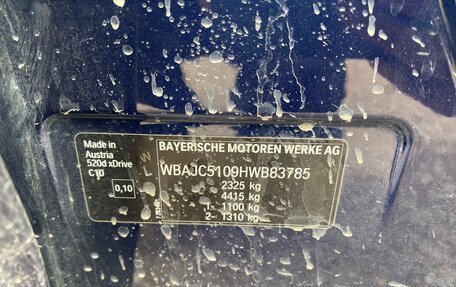 BAYERISCHE MOTOREN WERKE AG
Made in
Austria
520d xDrive
C10
0,10
WBAJC5109HWB83785
2325 kg
4415 kg
1- 1100 kg
2- 1310 kg